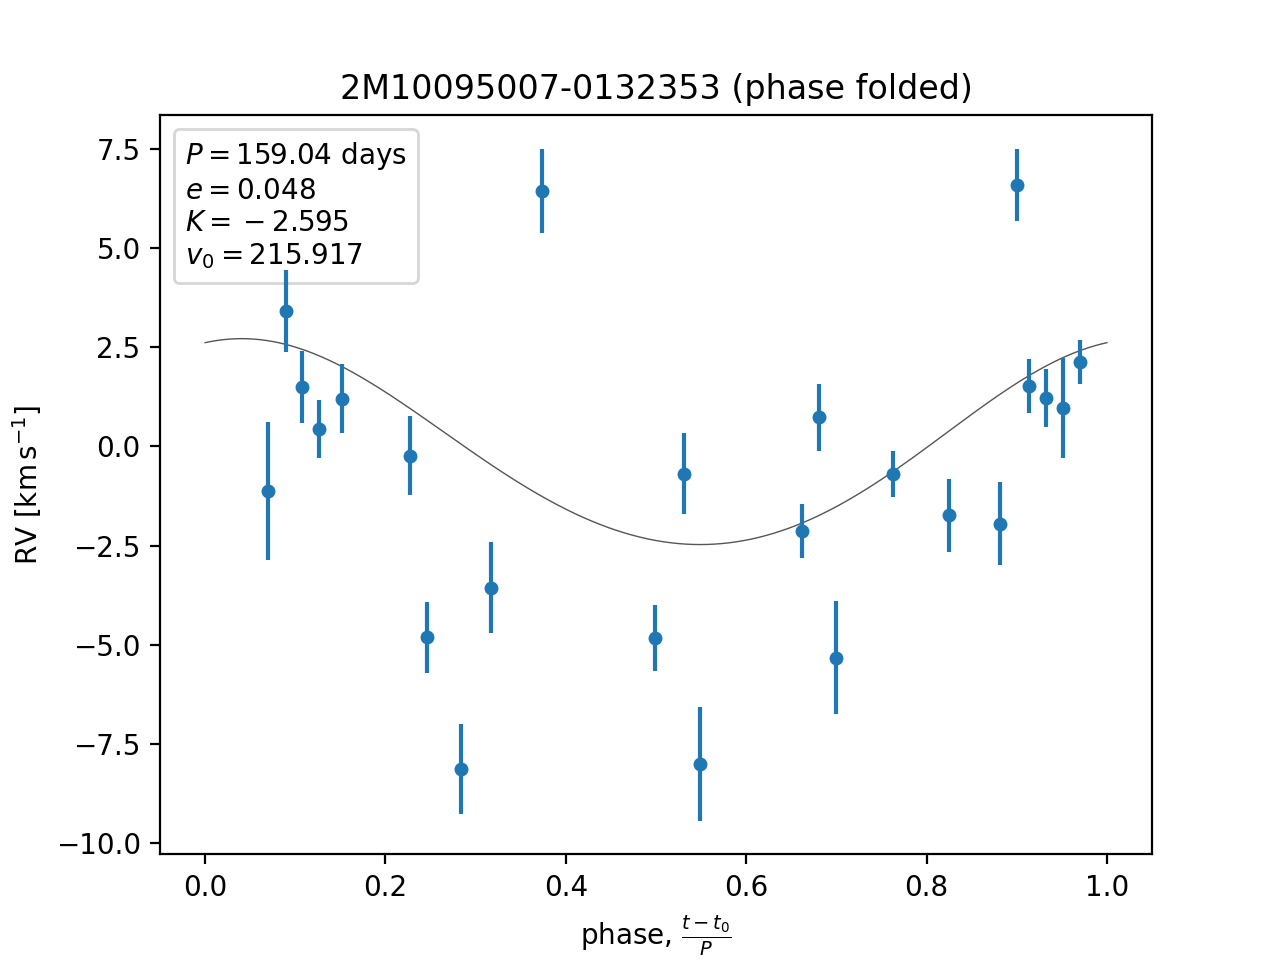 2M10095007-0132353 (phase folded)
P = 159.04 days
e = 0.048
K = −2.595
v₀ = 215.917
RV [km s⁻¹]
7.5
5.0
2.5
0.0
−2.5
−5.0
−7.5
−10.0
0.0 0.2 0.4 0.6 0.8 1.0
phase, (t − t₀)/P